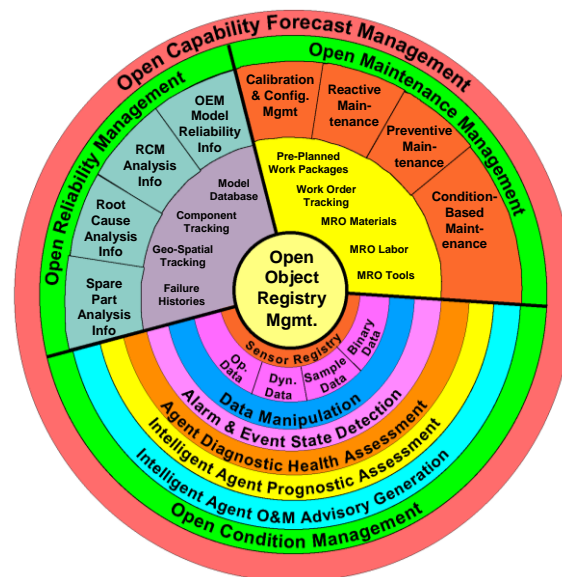 Open Capability Forecast Management
Open Reliability Management
Open Maintenance Management
OEM
Model
Reliability
Info
RCM
Analysis
Info
Root
Cause
Analysis
Info
Spare
Part
Analysis
Info
Calibration
& Config.
Mgmt
Reactive
Main-
tenance
Preventive
Main-
tenance
Condition-
Based
Maint-
enance
Model
Database
Component
Tracking
Geo-Spatial
Tracking
Failure
Histories
Pre-Planned
Work Packages
Work Order
Tracking
MRO Materials
MRO Labor
MRO Tools
Open
Object
Registry
Mgmt.
Sensor Registry
Op.
Data
Dyn.
Data
Sample
Data
Binary
Data
Data Manipulation
Alarm & Event State Detection
Agent Diagnostic Health Assessment
Intelligent Agent Prognostic Assessment
Intelligent Agent O&M Advisory Generation
Open Condition Management